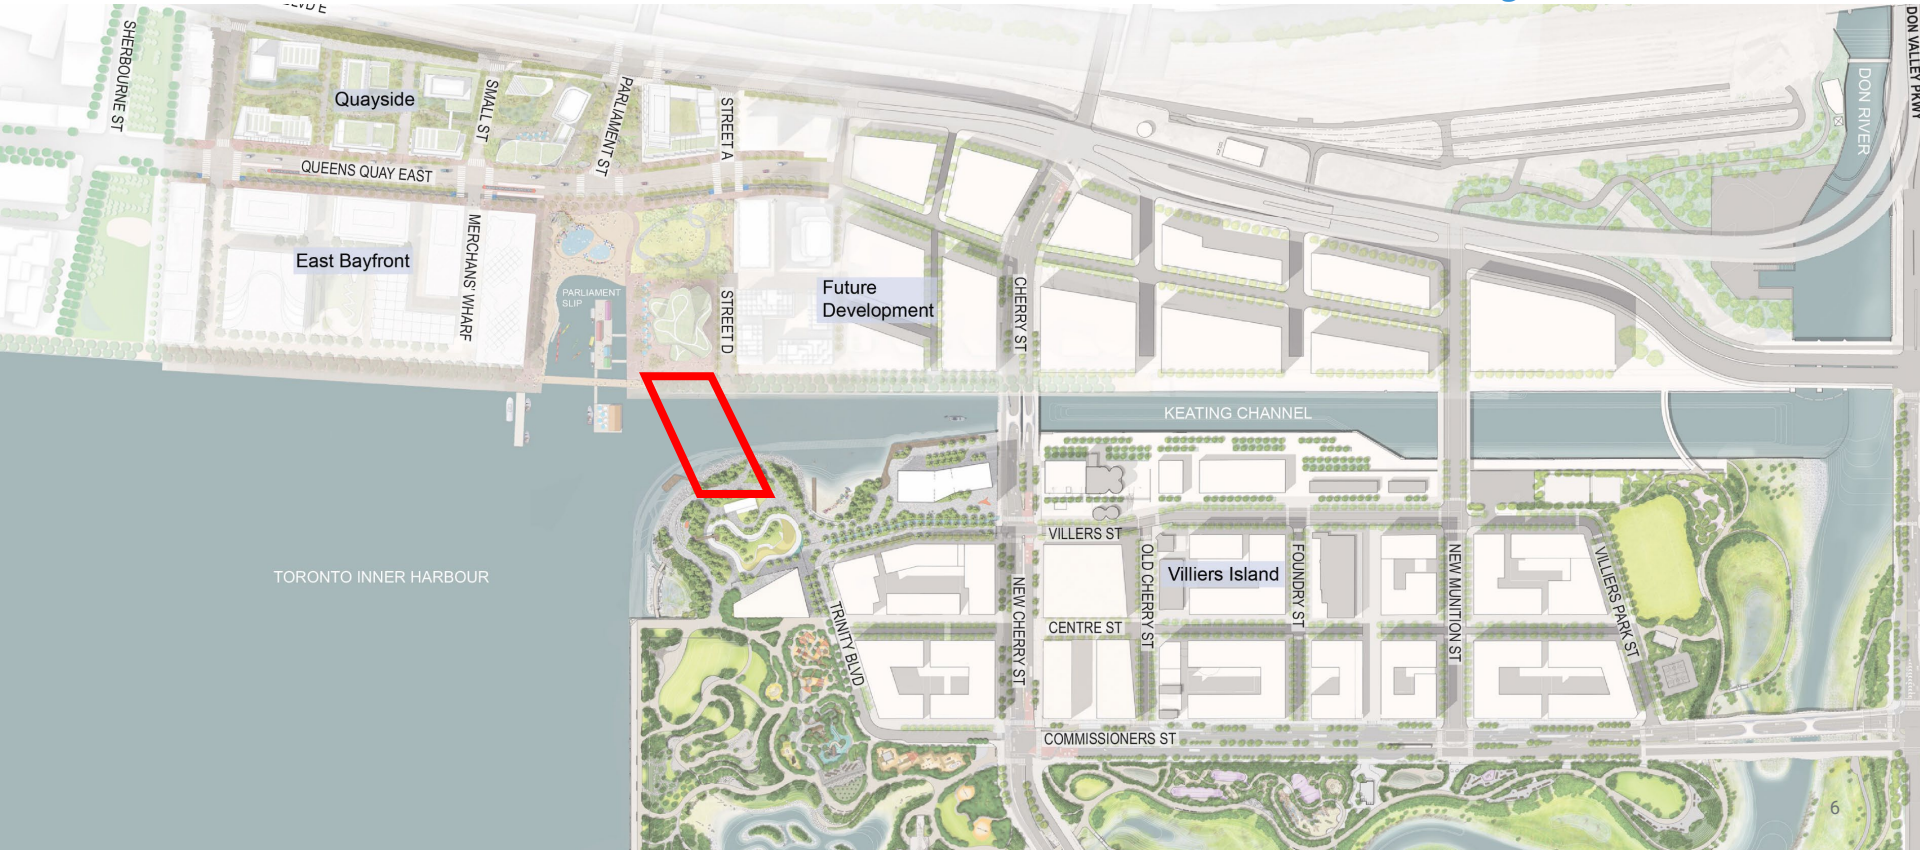 SHERBOURNE ST
DON VALLEY PKWY
DON RIVER
Quayside
SMALL ST
PARLIAMENT ST
STREET A
QUEENS QUAY EAST
East Bayfront
MERCHANS' WHARF
PARLIAMENT
SLIP
STREET D
Future
Development
CHERRY ST
KEATING CHANNEL
VILLERS ST
OLD CHERRY ST
Villiers Island
FOUNDRY ST
NEW MUNITION ST
VILLIERS PARK ST
TORONTO INNER HARBOUR
TRINITY BLVD
NEW CHERRY ST
CENTRE ST
COMMISSIONERS ST
6